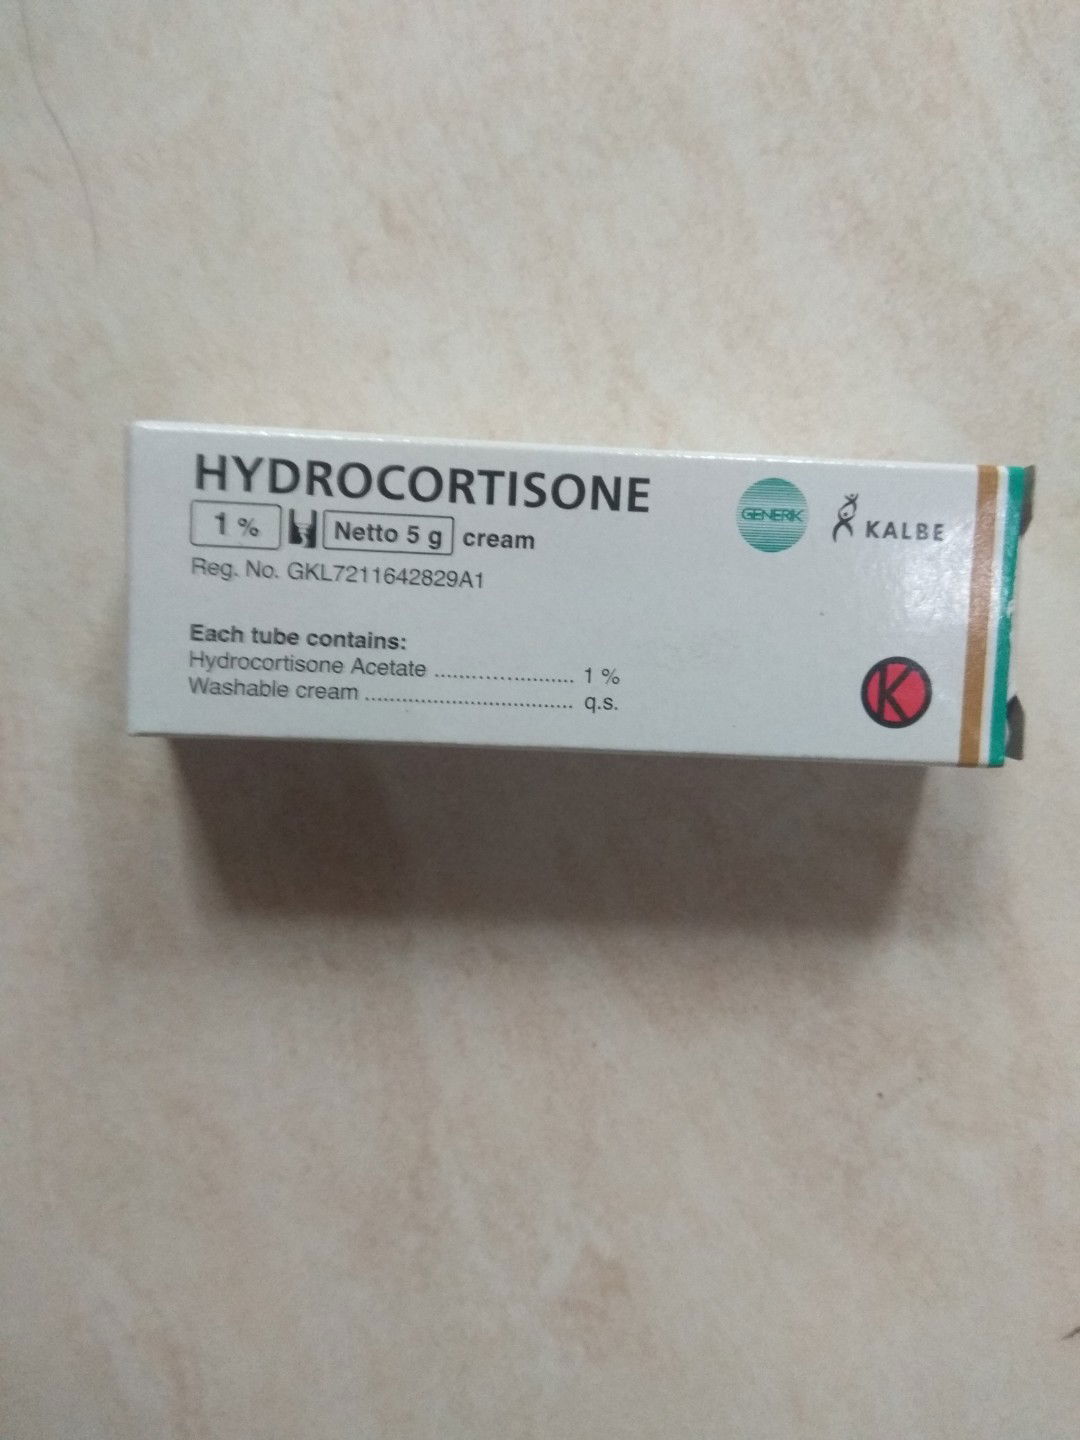 HYDROCORTISONE
1 % Netto 5 g cream
Reg. No. GKL7211642829A1
GENERIK
KALBE
Each tube contains:
Hydrocortisone Acetate ........................ 1 %
Washable cream .................................. q.s.
K